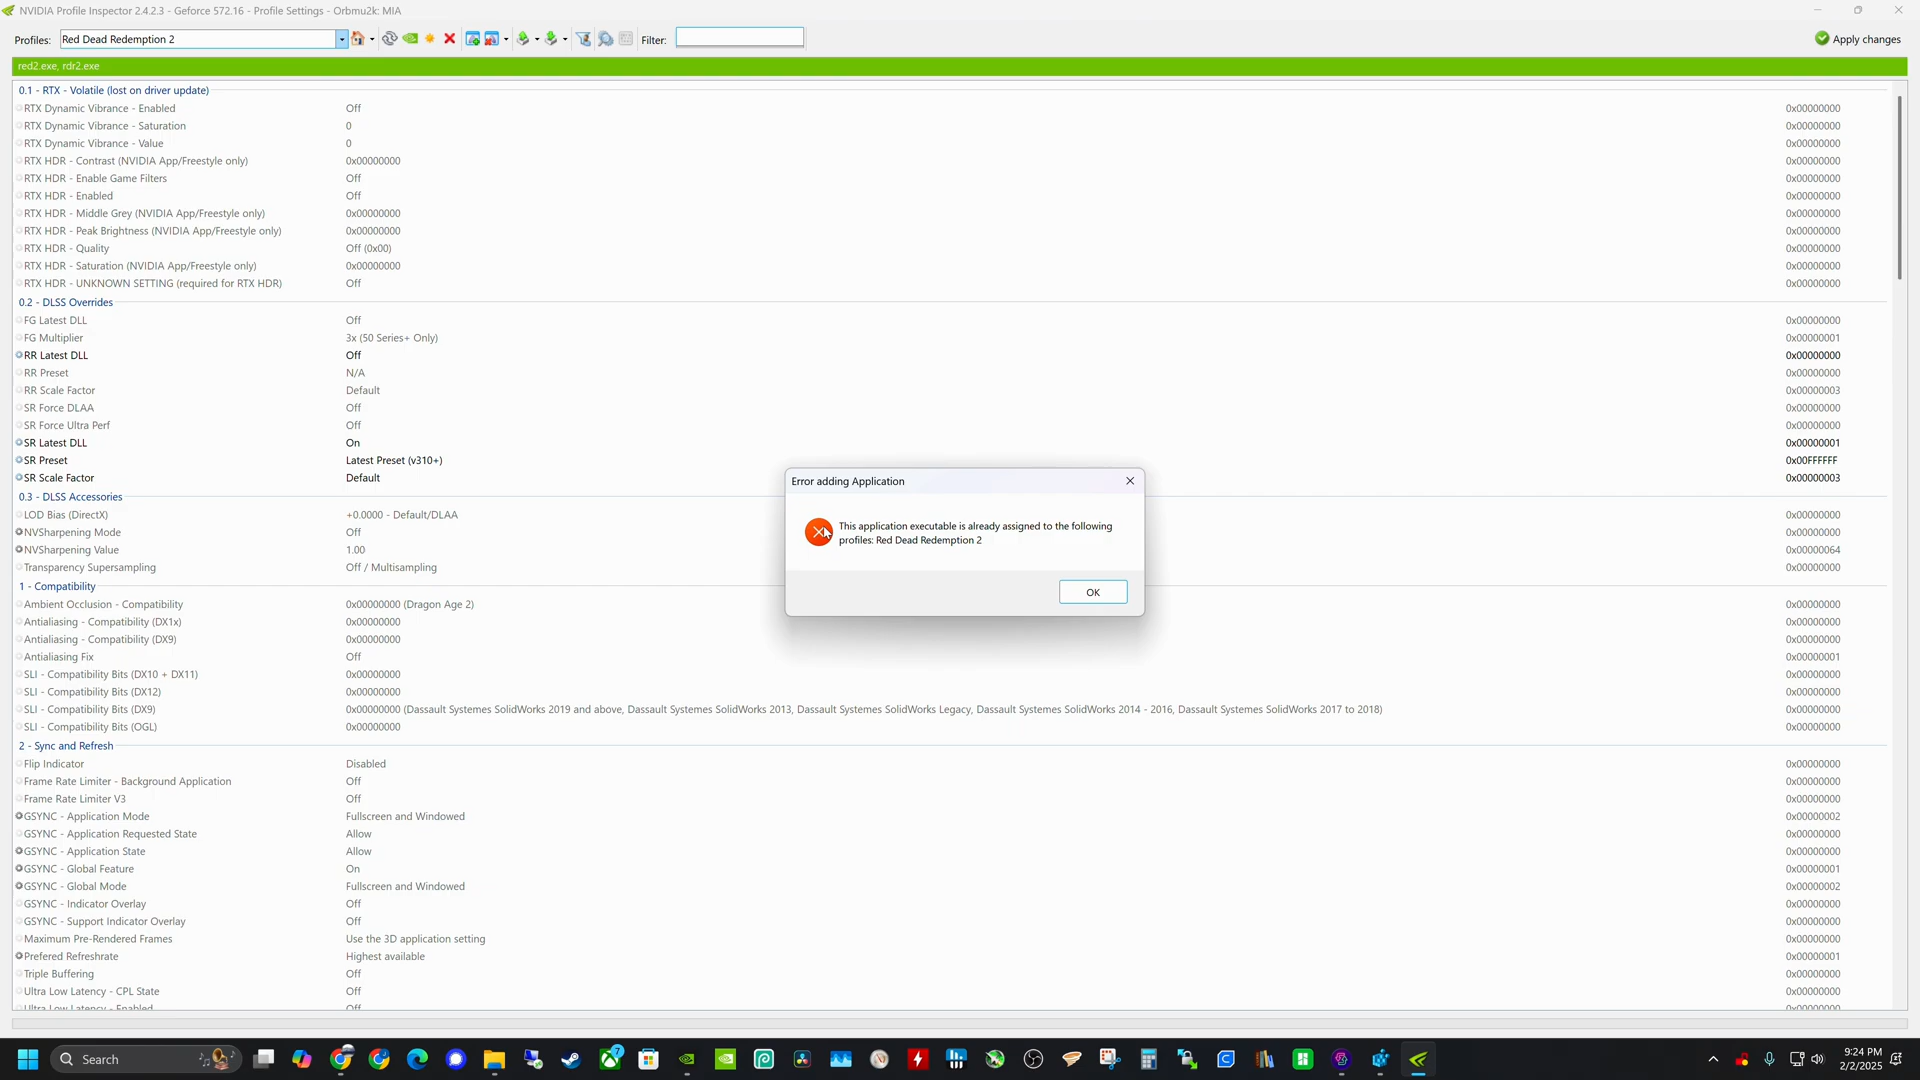 NVIDIA Profile Inspector 2.4.2.3 - Geforce 572.16 - Profile Settings - Orbmu2k: MIA
Profiles: Red Dead Redemption 2 Filter: Apply changes
red2.exe, rdr2.exe
0.1 - RTX - Volatile (lost on driver update)
RTX Dynamic Vibrance - Enabled Off 0x00000000
RTX Dynamic Vibrance - Saturation 0 0x00000000
RTX Dynamic Vibrance - Value 0 0x00000000
RTX HDR - Contrast (NVIDIA App/Freestyle only) 0x00000000 0x00000000
RTX HDR - Enable Game Filters Off 0x00000000
RTX HDR - Enabled Off 0x00000000
RTX HDR - Middle Grey (NVIDIA App/Freestyle only) 0x00000000 0x00000000
RTX HDR - Peak Brightness (NVIDIA App/Freestyle only) 0x00000000 0x00000000
RTX HDR - Quality Off (0x00) 0x00000000
RTX HDR - Saturation (NVIDIA App/Freestyle only) 0x00000000 0x00000000
RTX HDR - UNKNOWN SETTING (required for RTX HDR) Off 0x00000000
0.2 - DLSS Overrides
FG Latest DLL Off 0x00000000
FG Multiplier 3x (50 Series+ Only) 0x00000001
RR Latest DLL Off 0x00000000
RR Preset N/A 0x00000000
RR Scale Factor Default 0x00000003
SR Force DLAA Off 0x00000000
SR Force Ultra Perf Off 0x00000000
SR Latest DLL On 0x00000001
SR Preset Latest Preset (v310+) 0x00FFFFFF
SR Scale Factor Default 0x00000003
0.3 - DLSS Accessories
LOD Bias (DirectX) +0.0000 - Default/DLAA 0x00000000
NVSharpening Mode Off 0x00000000
NVSharpening Value 1.00 0x00000064
Transparency Supersampling Off / Multisampling 0x00000000
Error adding Application
This application executable is already assigned to the following
profiles: Red Dead Redemption 2
OK
1 - Compatibility
Ambient Occlusion - Compatibility 0x00000000 (Dragon Age 2) 0x00000000
Antialiasing - Compatibility (DX1x) 0x00000000 0x00000000
Antialiasing - Compatibility (DX9) 0x00000000 0x00000000
Antialiasing Fix Off 0x00000001
SLI - Compatibility Bits (DX10 + DX11) 0x00000000 0x00000000
SLI - Compatibility Bits (DX12) 0x00000000 0x00000000
SLI - Compatibility Bits (DX9) 0x00000000 (Dassault Systemes SolidWorks 2019 and above, Dassault Systemes SolidWorks 2013, Dassault Systemes SolidWorks Legacy, Dassault Systemes SolidWorks 2014 - 2016, Dassault Systemes SolidWorks 2017 to 2018) 0x00000000
SLI - Compatibility Bits (OGL) 0x00000000 0x00000000
2 - Sync and Refresh
Flip Indicator Disabled 0x00000000
Frame Rate Limiter - Background Application Off 0x00000000
Frame Rate Limiter V3 Off 0x00000000
GSYNC - Application Mode Fullscreen and Windowed 0x00000002
GSYNC - Application Requested State Allow 0x00000000
GSYNC - Application State Allow 0x00000000
GSYNC - Global Feature On 0x00000001
GSYNC - Global Mode Fullscreen and Windowed 0x00000002
GSYNC - Indicator Overlay Off 0x00000000
GSYNC - Support Indicator Overlay Off 0x00000000
Maximum Pre-Rendered Frames Use the 3D application setting 0x00000000
Prefered Refreshrate Highest available 0x00000001
Triple Buffering Off 0x00000000
Ultra Low Latency - CPL State Off 0x00000000
Ultra Low Latency - Enabled Off 0x00000000
Search 7 9:24 PM
2/2/2025